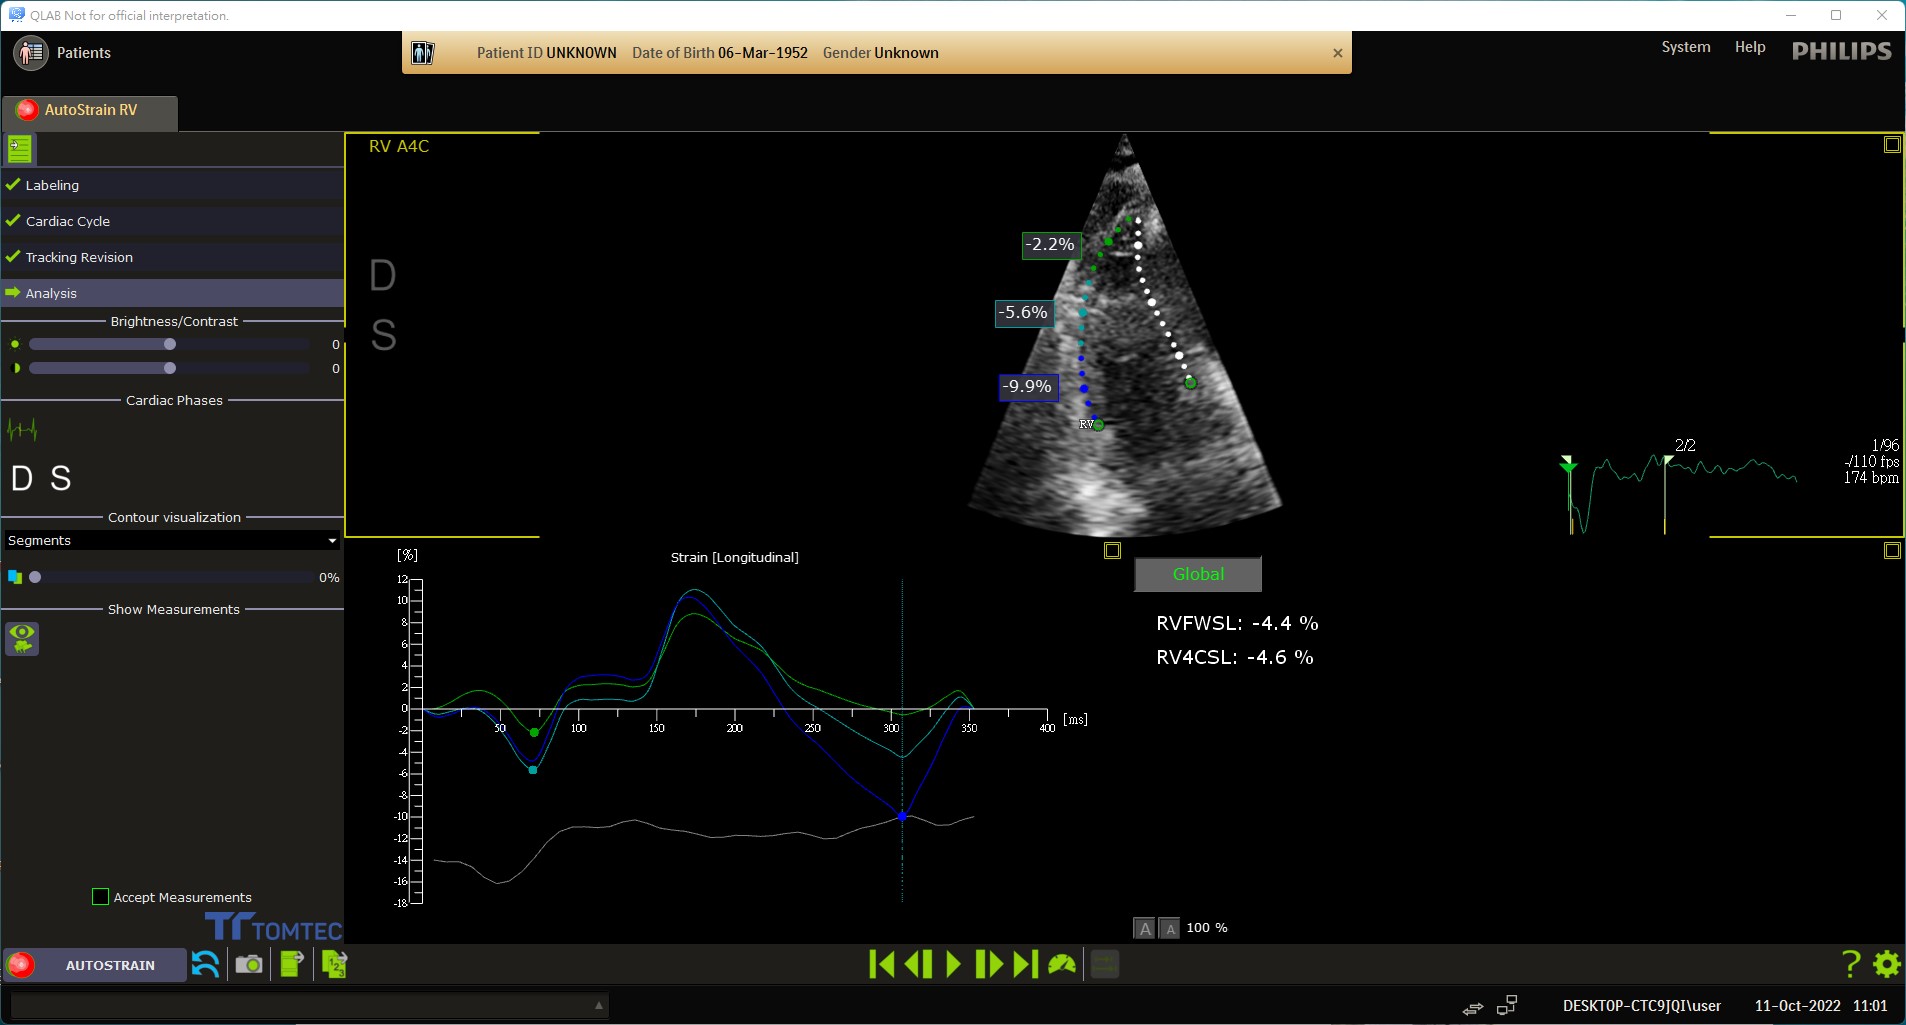 QLAB Not for official interpretation.
Patients
Patient ID UNKNOWN Date of Birth 06-Mar-1952 Gender Unknown
System Help PHILIPS
AutoStrain RV
Labeling
Cardiac Cycle
Tracking Revision
Analysis
Brightness/Contrast
0
0
Cardiac Phases
D S
Contour visualization
Segments
0%
Show Measurements
Accept Measurements
TOMTEC
RV A4C
D
S
-2.2%
-5.6%
-9.9%
RV
2/2
1/96
-/110 fps
174 bpm
[%]
Strain [Longitudinal]
12
10
8
6
4
2
0
-2
-4
-6
-8
-10
-12
-14
-16
-18
50 100 150 200 250 300 350 400
[ms]
Global
RVFWSL: -4.4 %
RV4CSL: -4.6 %
A A 100 %
AUTOSTRAIN
123
?
DESKTOP-CTC9JQI\user 11-Oct-2022 11:01